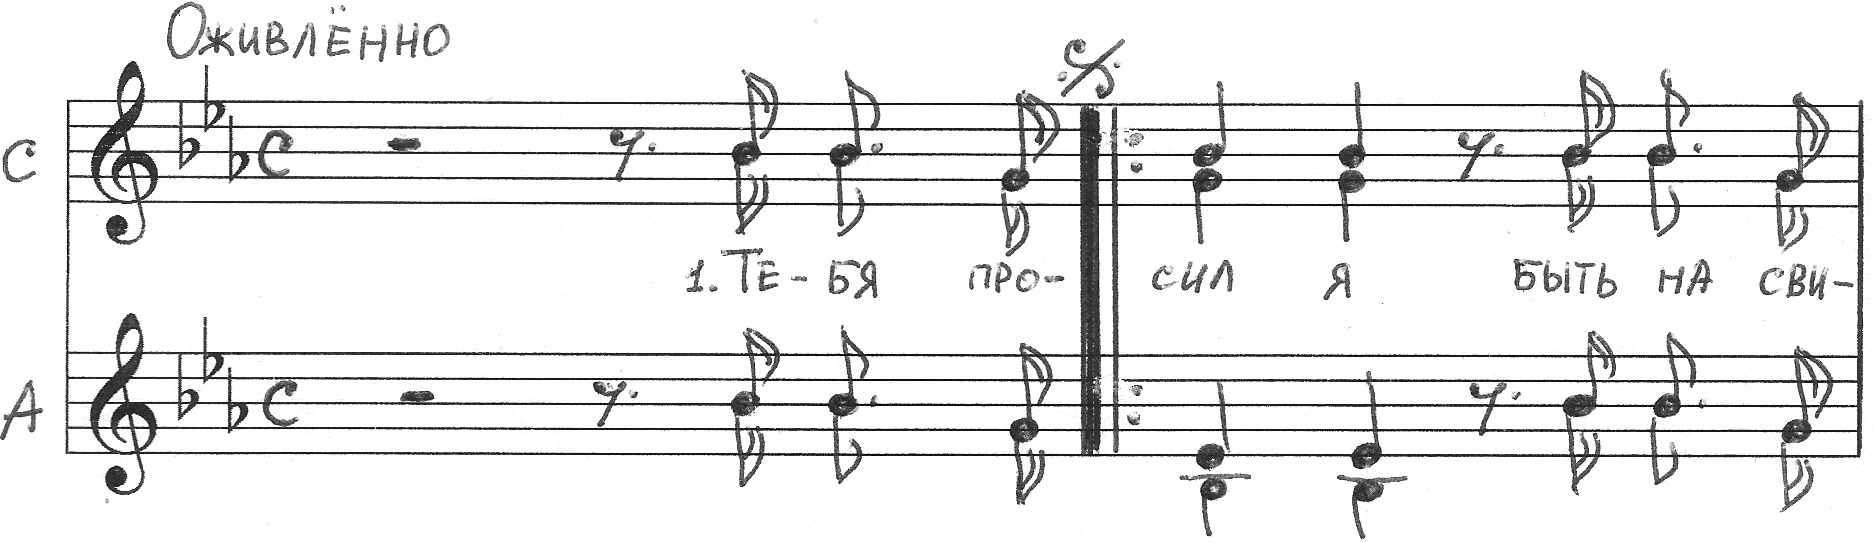 Оживлённо
С
1. Те- бя про- сил я быть на сви-
А